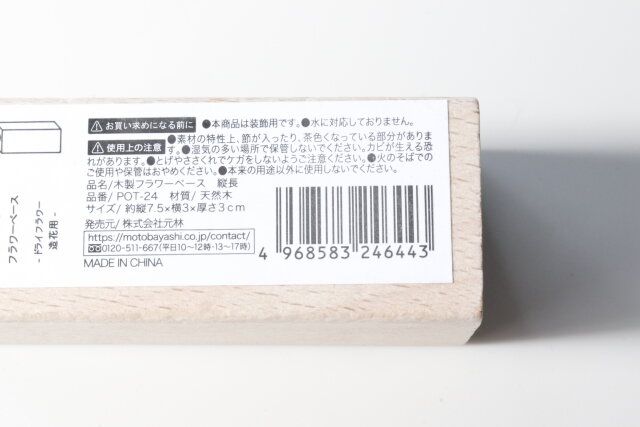 ⚠お買い求めになる前に ●本商品は装飾用です。●水に対応しておりません。
⚠使用上の注意 ●素材の特性上、節が入ったり、茶色くなっている部分がありま
す。●湿気の多い場所で保管しないでください。カビが生える恐
れがあります。●とげやささくれでケガをしないようご注意ください。●火のそばでの
ご使用や保管はおやめください。●本来の用途以外に使用しないでください。
品名/木製フラワーベース 縦長
品番/ POT-24 材質/ 天然木
サイズ/ 約縦7.5×横3×厚さ3cm
発売元/ 株式会社元林
https://motobayashi.co.jp/contact/
0120-511-667(平日10～12時・13～17時)
MADE IN CHINA
4 968583 246443
フラワーベース
- ドライフラワー
造花用 -